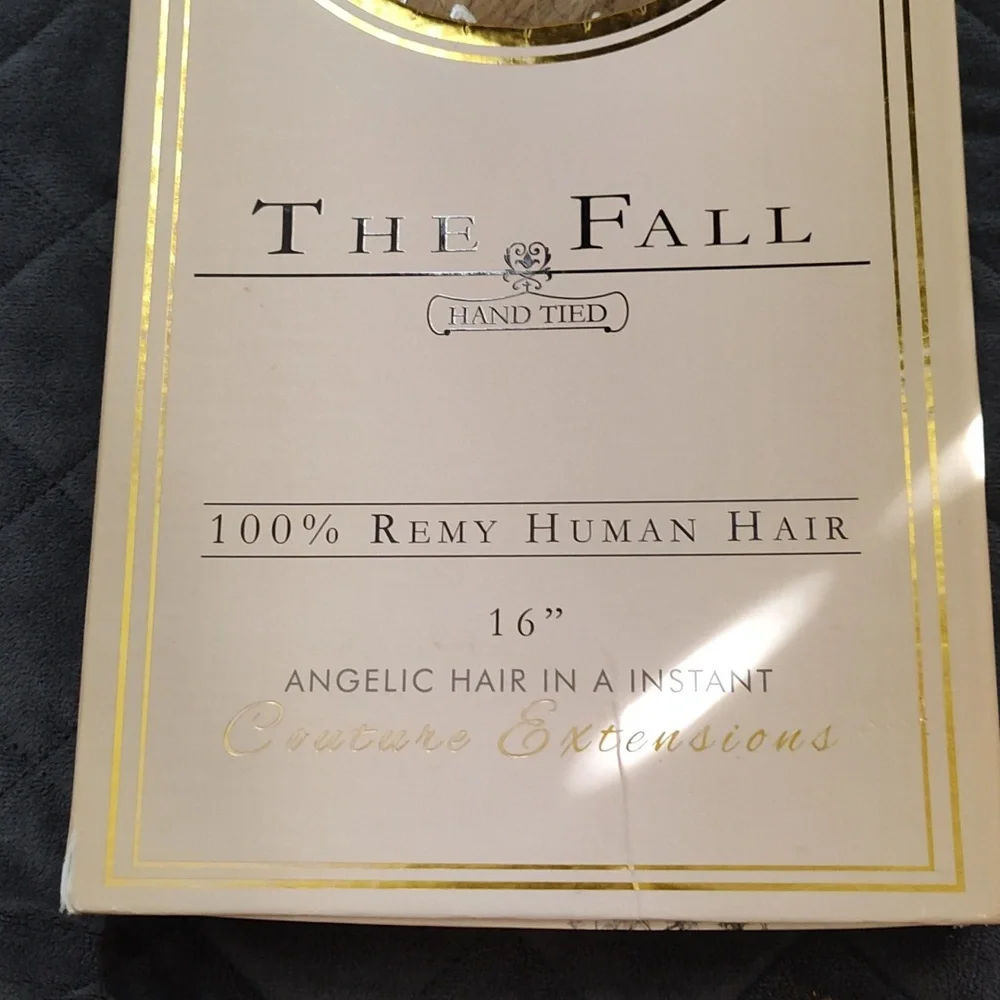 THE FALL
HAND TIED
100% REMY HUMAN HAIR
16”
ANGELIC HAIR IN A INSTANT
Couture Extensions